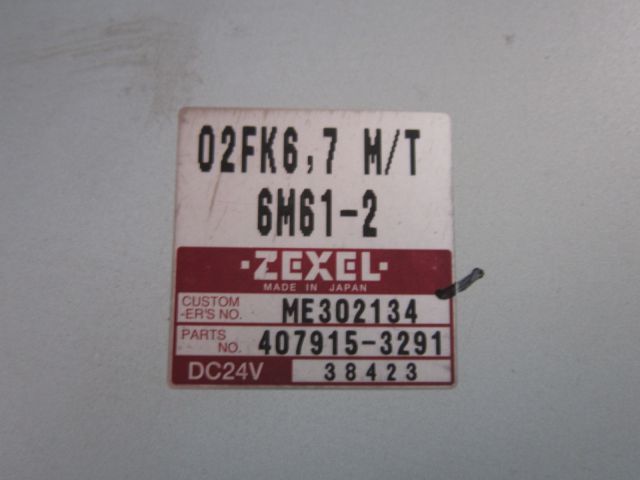 02FK6,7 M/T
6M61-2
·ZEXEL·
MADE IN JAPAN
CUSTOM
-ER'S NO. ME302134
PARTS
NO. 407915-3291
DC24V 38423